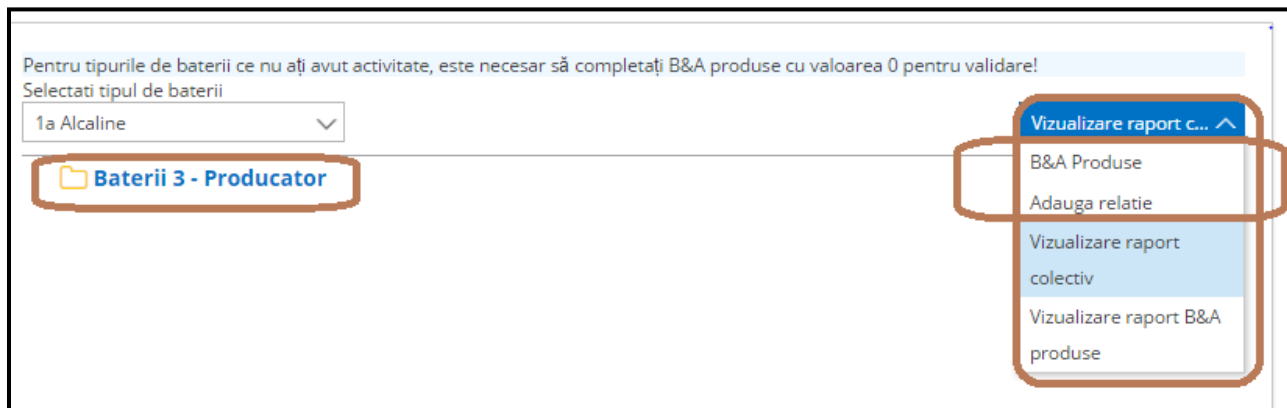 Pentru tipurile de baterii ce nu ați avut activitate, este necesar să completați B&A produse cu valoarea 0 pentru validare!
Selectati tipul de baterii
1a Alcaline
Vizualizare raport c...
Baterii 3 - Producator
B&A Produse
Adauga relatie
Vizualizare raport
colectiv
Vizualizare raport B&A
produse